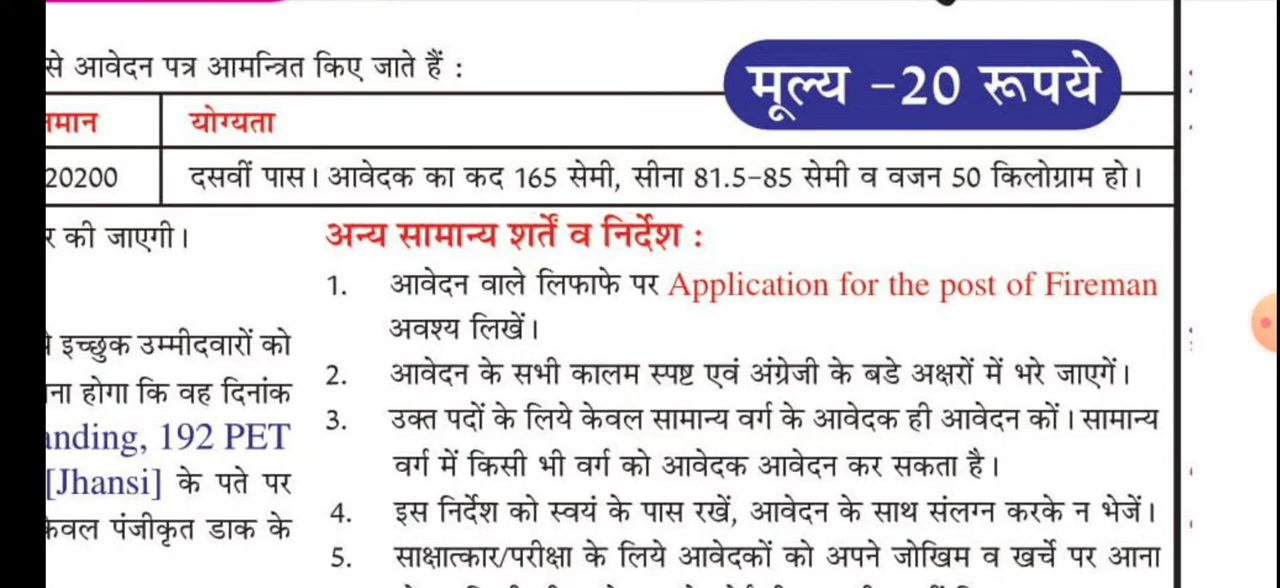 से आवेदन पत्र आमन्त्रित किए जाते हैं :
मूल्य -20 रूपये
योग्यता
20200 दसवीं पास। आवेदक का कद 165 सेमी, सीना 81.5-85 सेमी व वजन 50 किलोग्राम हो।
की जाएगी।
इच्छुक उम्मीदवारों को
होगा कि वह दिनांक
192 PET
[Jhansi] के पते पर
पंजीकृत डाक के
अन्य सामान्य शर्तें व निर्देश :
1. आवेदन वाले लिफाफे पर Application for the post of Fireman
अवश्य लिखें।
2. आवेदन के सभी कालम स्पष्ट एवं अंग्रेजी के बडे अक्षरों में भरे जाएगें।
3. उक्त पदों के लिये केवल सामान्य वर्ग के आवेदक ही आवेदन कों। सामान्य
वर्ग में किसी भी वर्ग को आवेदक आवेदन कर सकता है।
4. इस निर्देश को स्वयं के पास रखें, आवेदन के साथ संलग्न करके न भेजें।
5. साक्षात्कार/परीक्षा के लिये आवेदकों को अपने जोखिम व खर्चे पर आना